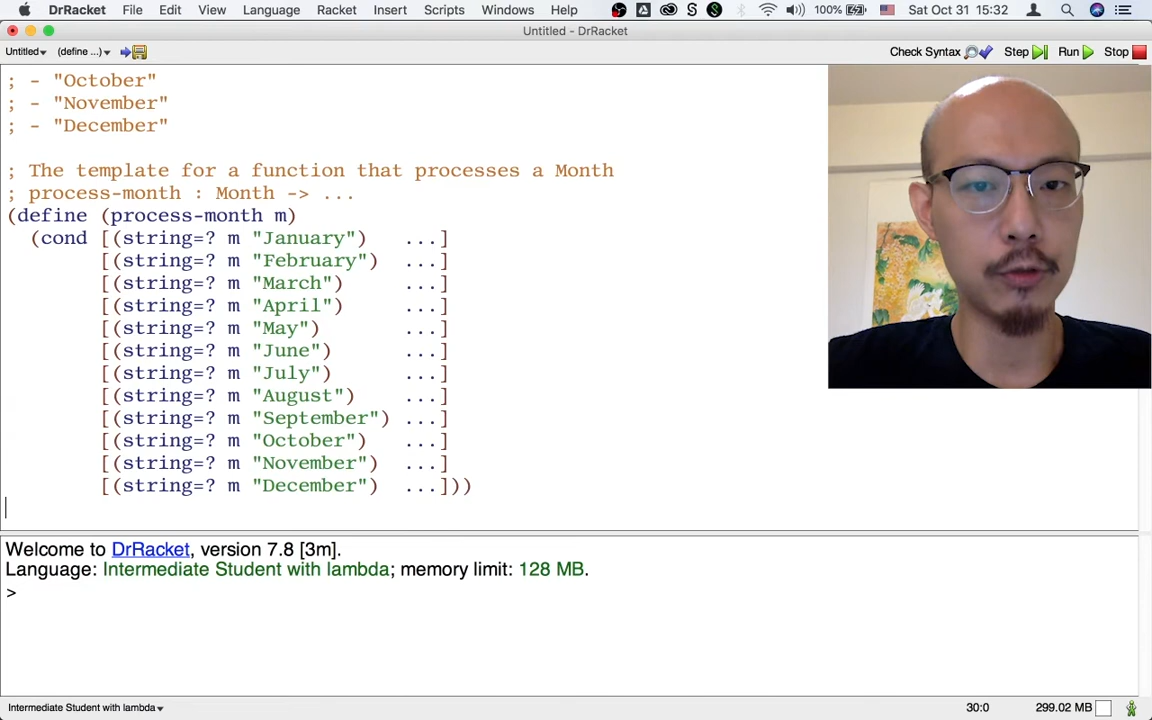 DrRacket File Edit View Language Racket Insert Scripts Windows Help 100% Sat Oct 31 15:32
Untitled - DrRacket
Untitled (define ...) Check Syntax Step Run Stop
; - "October"
; - "November"
; - "December"
; The template for a function that processes a Month
; process-month : Month -> ...
(define (process-month m)
(cond [(string=? m "January") ...]
[(string=? m "February") ...]
[(string=? m "March") ...]
[(string=? m "April") ...]
[(string=? m "May") ...]
[(string=? m "June") ...]
[(string=? m "July") ...]
[(string=? m "August") ...]
[(string=? m "September") ...]
[(string=? m "October") ...]
[(string=? m "November") ...]
[(string=? m "December") ...]))
Welcome to DrRacket, version 7.8 [3m].
Language: Intermediate Student with lambda; memory limit: 128 MB.
>
Intermediate Student with lambda 30:0 299.02 MB